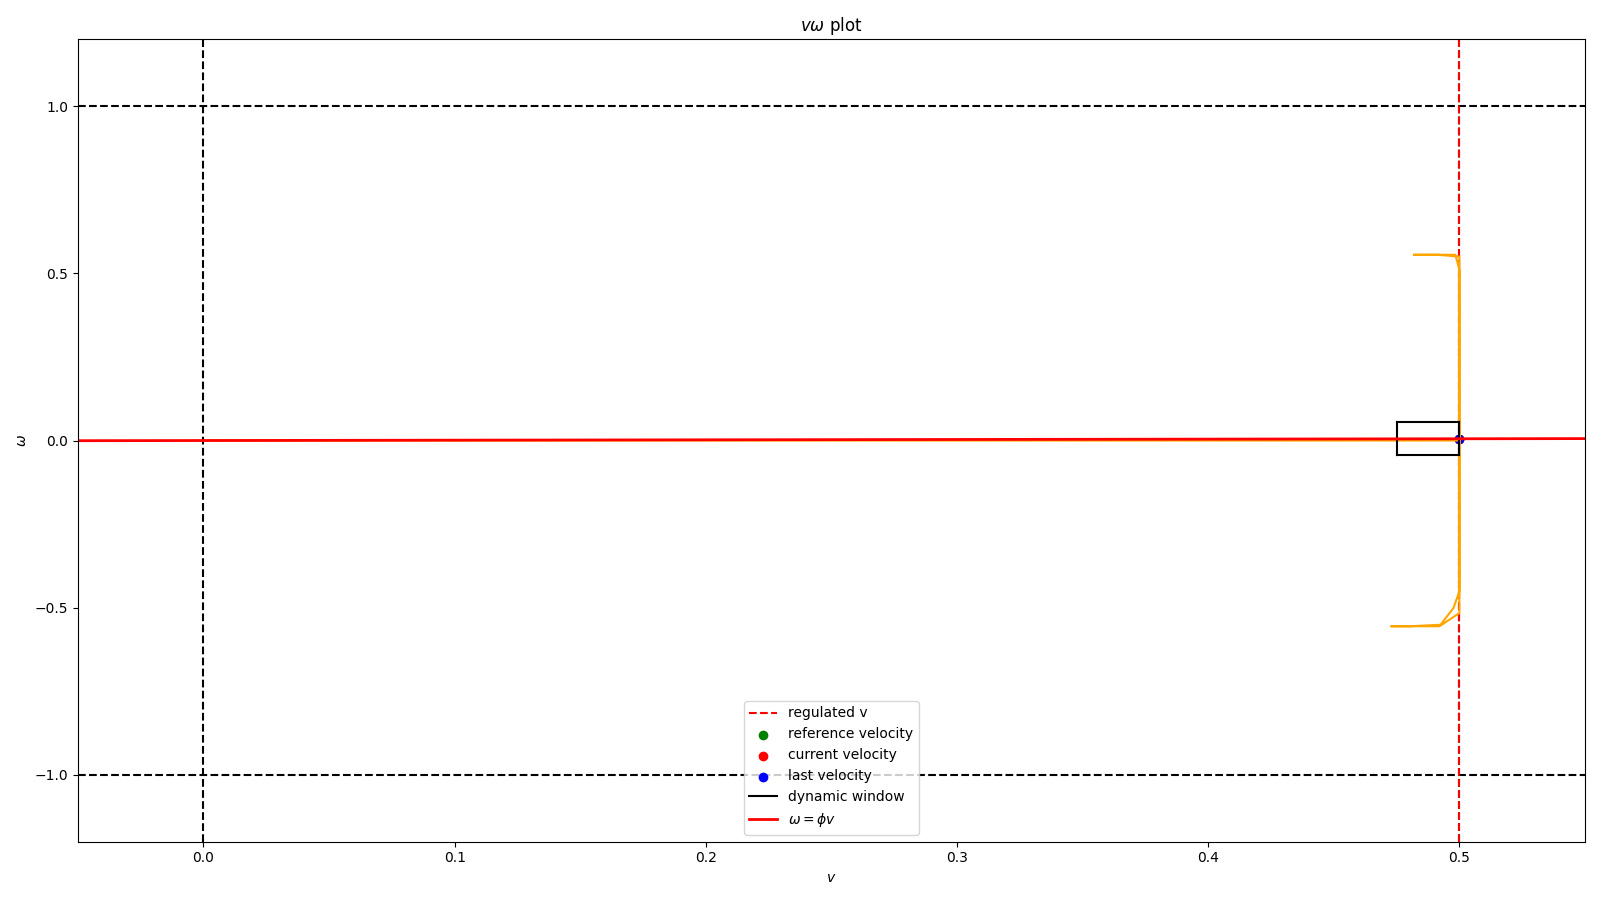 vω plot
1.0
0.5
0.0
−0.5
−1.0
ω
regulated v
reference velocity
current velocity
last velocity
dynamic window
ω = ϕv
0.0 0.1 0.2 0.3 0.4 0.5
v